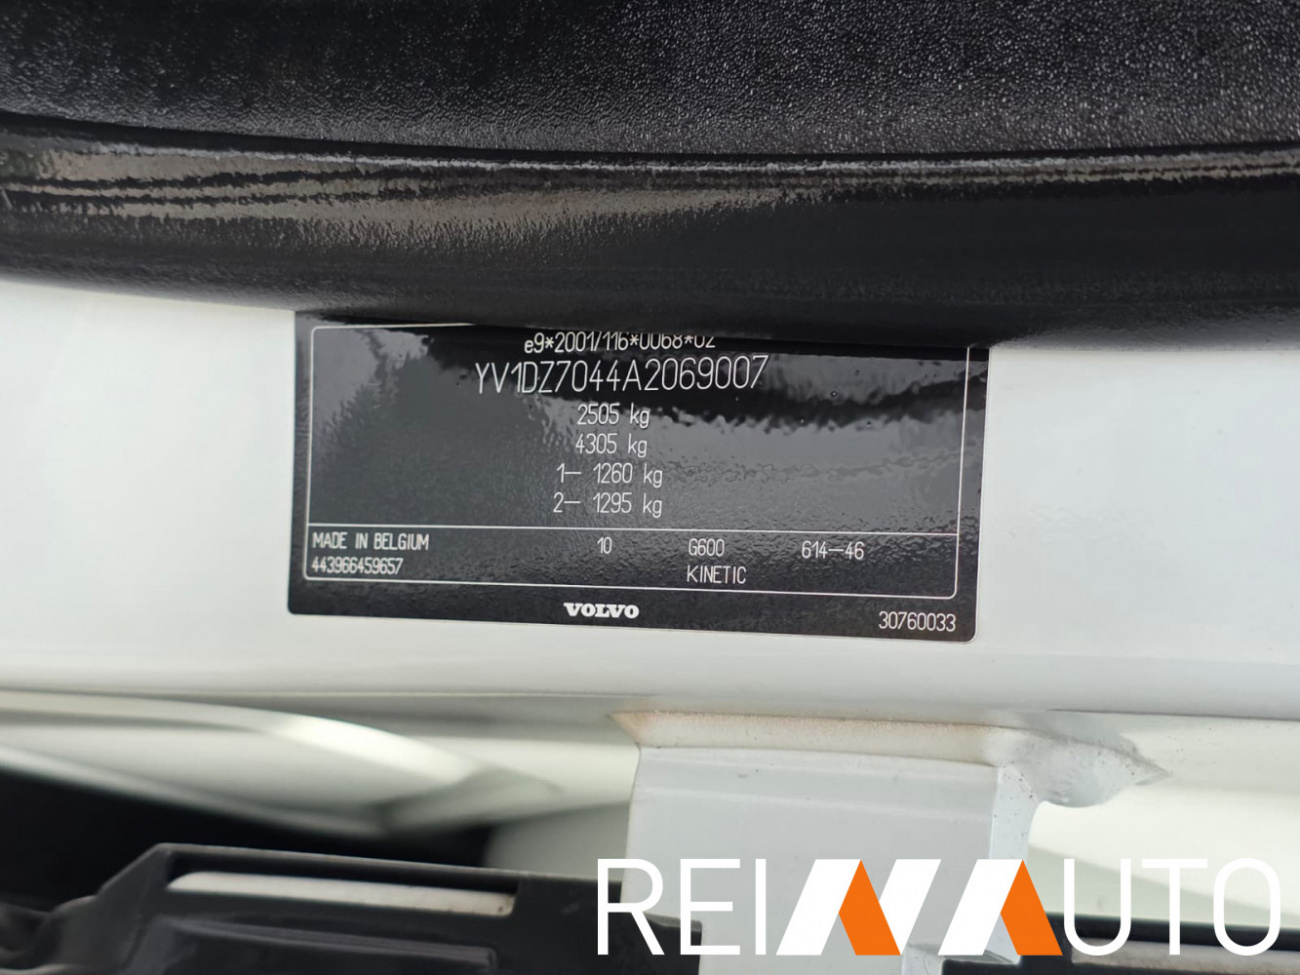 e9*2001/116*0068*02
YV1DZ7044A2069007
2505 kg
4305 kg
1– 1260 kg
2– 1295 kg
MADE IN BELGIUM 10 G600 614–46
443966459657 KINETIC
VOLVO 30760033
REINAUTO